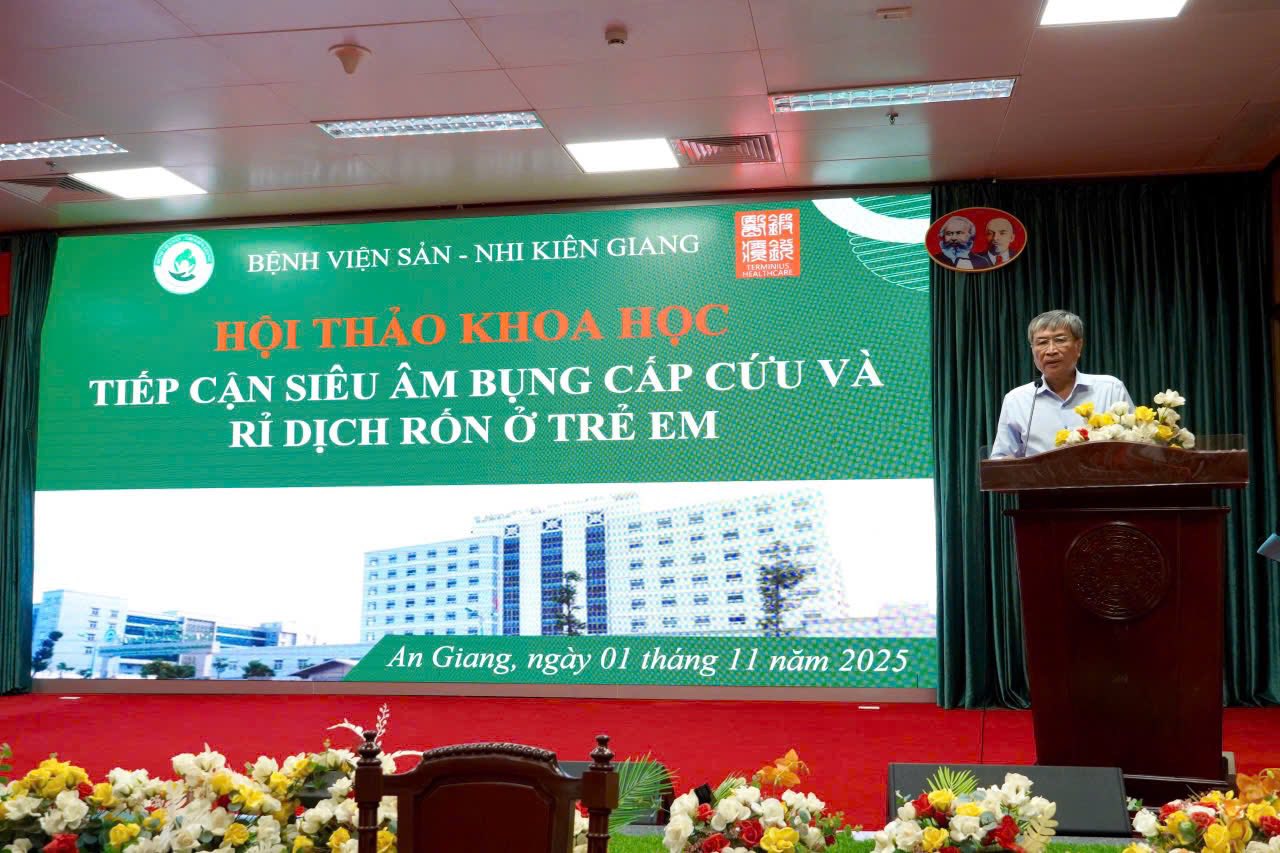 BỆNH VIỆN SẢN - NHI KIÊN GIANG
TERMINIUS
HEALTHCARE
HỘI THẢO KHOA HỌC
TIẾP CẬN SIÊU ÂM BỤNG CẤP CỨU VÀ
RỈ DỊCH RỐN Ở TRẺ EM
An Giang, ngày 01 tháng 11 năm 2025